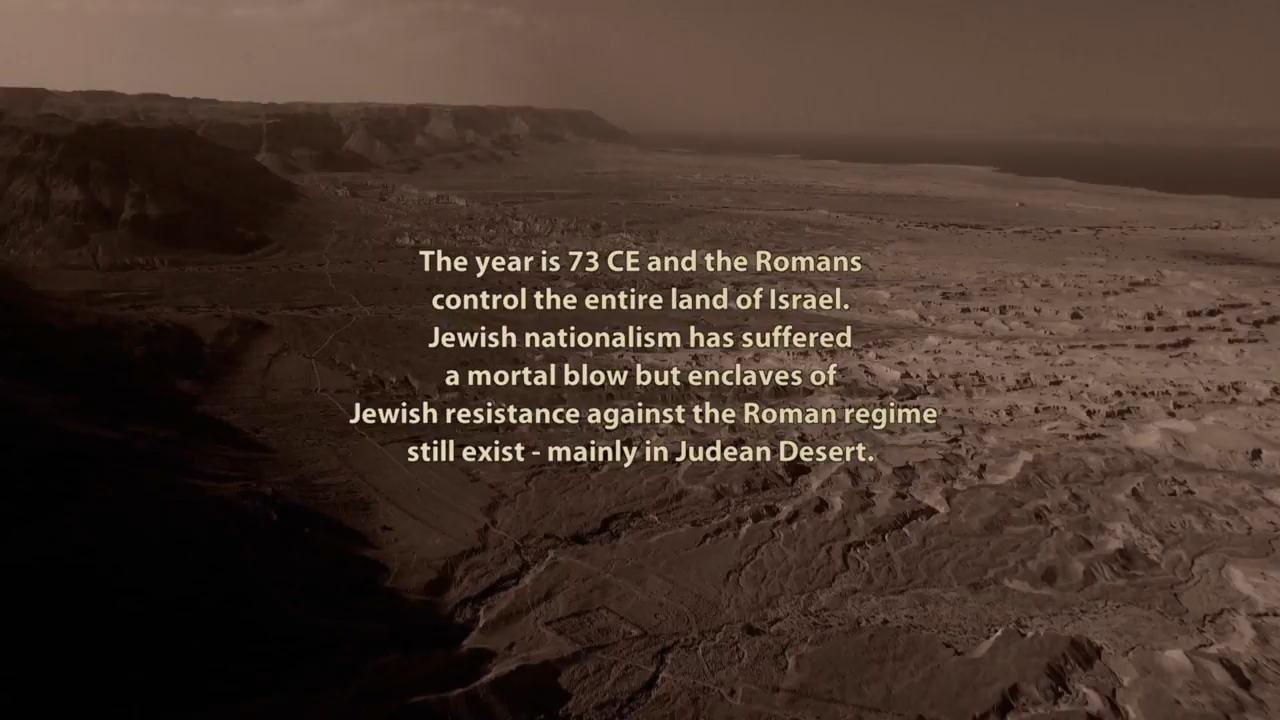 The year is 73 CE and the Romans
control the entire land of Israel.
Jewish nationalism has suffered
a mortal blow but enclaves of
Jewish resistance against the Roman regime
still exist - mainly in Judean Desert.